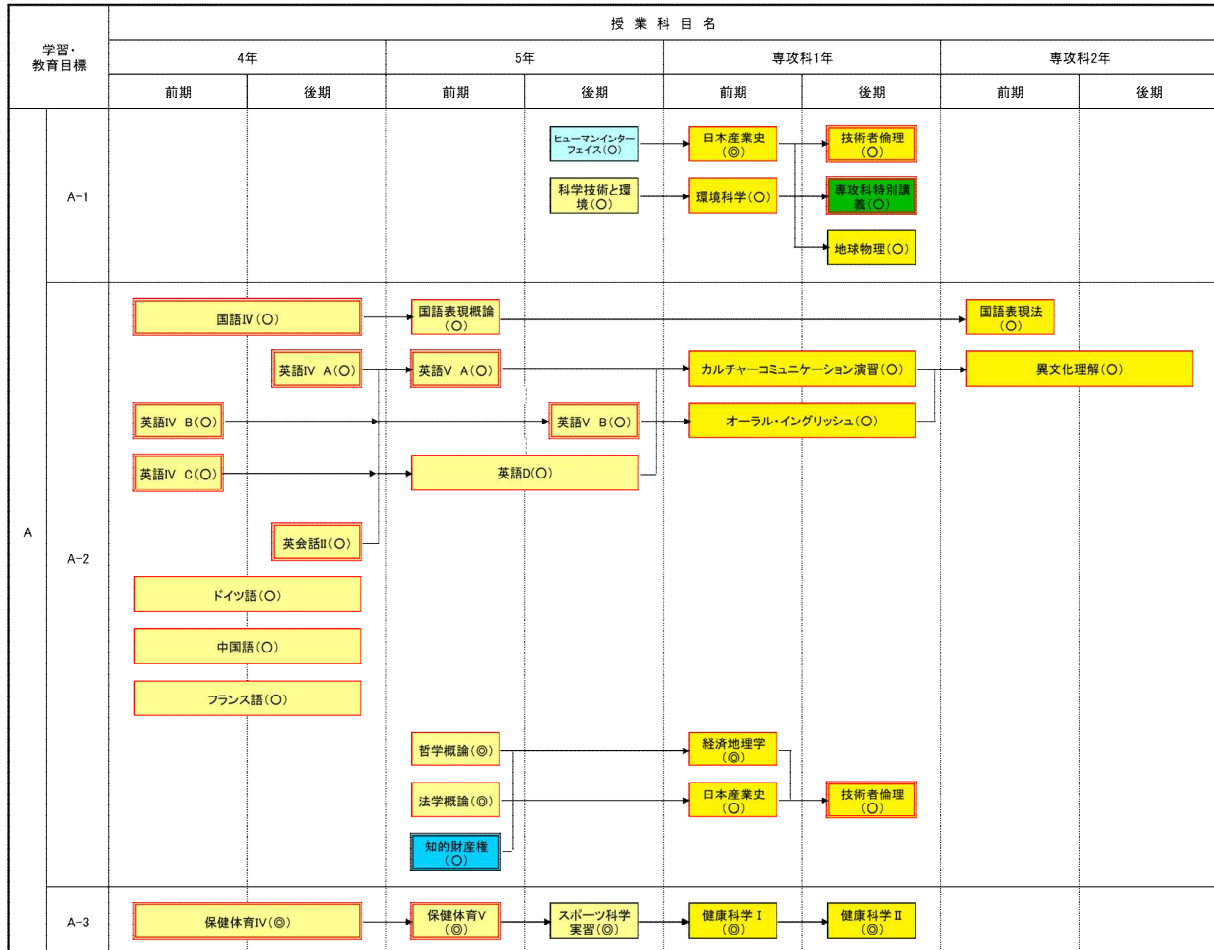 授 業 科 目 名
学習・
教育目標
4年
5年
専攻科1年
専攻科2年
前期
後期
前期
後期
前期
後期
前期
後期
A
A-1
ヒューマンインター
フェイス(○)
日本産業史
(◎)
技術者倫理
(○)
科学技術と環
境(○)
環境科学(○)
専攻科特別講
義(○)
地球物理(○)
A-2
国語Ⅳ(○)
国語表現概論
(○)
国語表現法
(○)
英語Ⅳ A(○)
英語Ⅴ A(○)
カルチャーコミュニケーション演習(○)
異文化理解(○)
英語Ⅳ B(○)
英語Ⅴ B(○)
オーラル・イングリッシュ(○)
英語Ⅳ C(○)
英語D(○)
英会話Ⅱ(○)
ドイツ語(○)
中国語(○)
フランス語(○)
哲学概論(◎)
経済地理学
(◎)
法学概論(◎)
日本産業史
(○)
技術者倫理
(○)
知的財産権
(○)
A-3
保健体育Ⅳ(◎)
保健体育Ⅴ
(◎)
スポーツ科学
実習(◎)
健康科学Ⅰ
(◎)
健康科学Ⅱ
(◎)